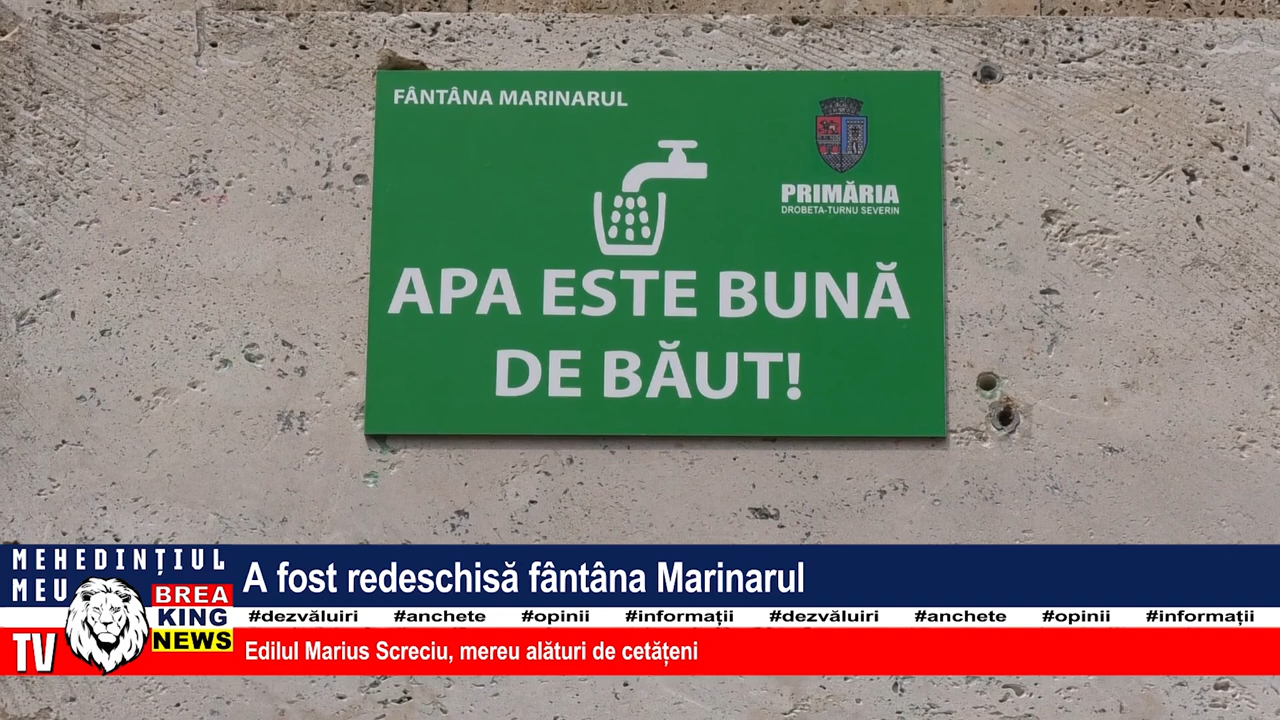 FÂNTÂNA MARINARUL
PRIMĂRIA
DROBETA-TURNU SEVERIN
APA ESTE BUNĂ
DE BĂUT!
MEHEDINȚIUL
MEU
TV
BREA
KING
NEWS
A fost redeschisă fântâna Marinarul
#dezvăluiri #anchete #opinii #informații #dezvăluiri #anchete #opinii #informații
Edilul Marius Screciu, mereu alături de cetățeni